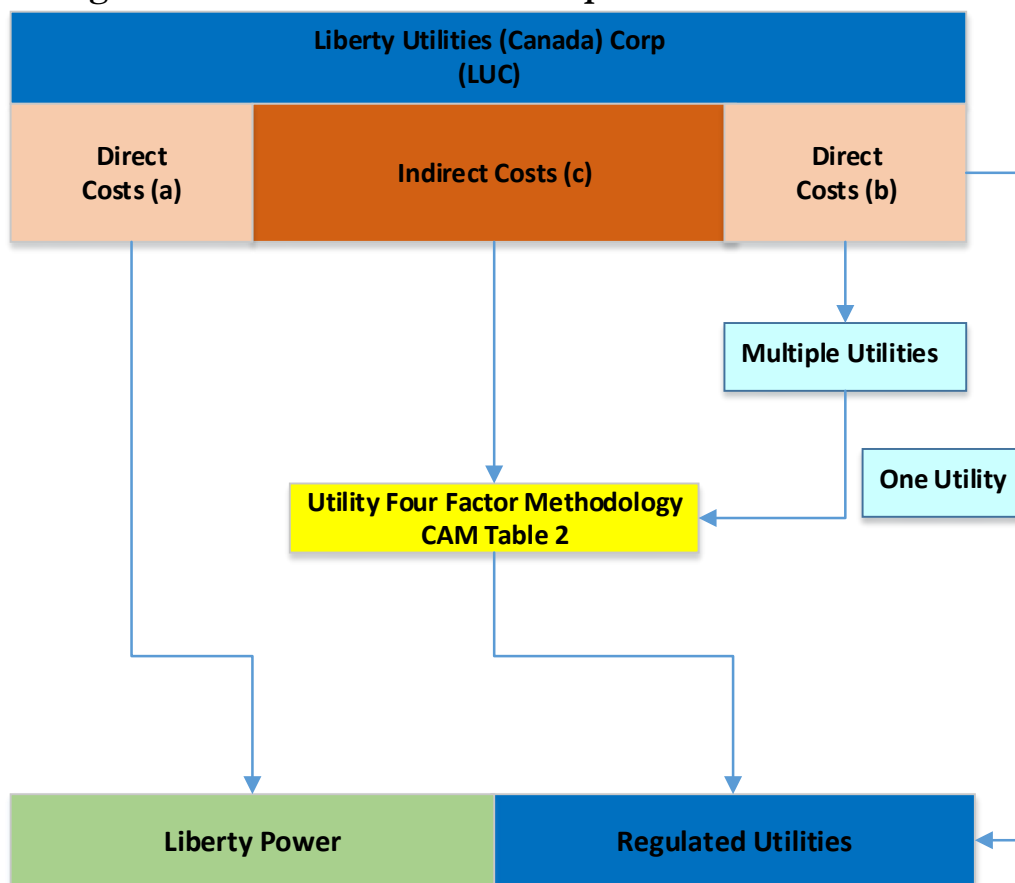 Liberty Utilities (Canada) Corp
(LUC)
Direct
Costs (a)
Indirect Costs (c)
Direct
Costs (b)
Multiple Utilities
One Utility
Utility Four Factor Methodology
CAM Table 2
Liberty Power
Regulated Utilities